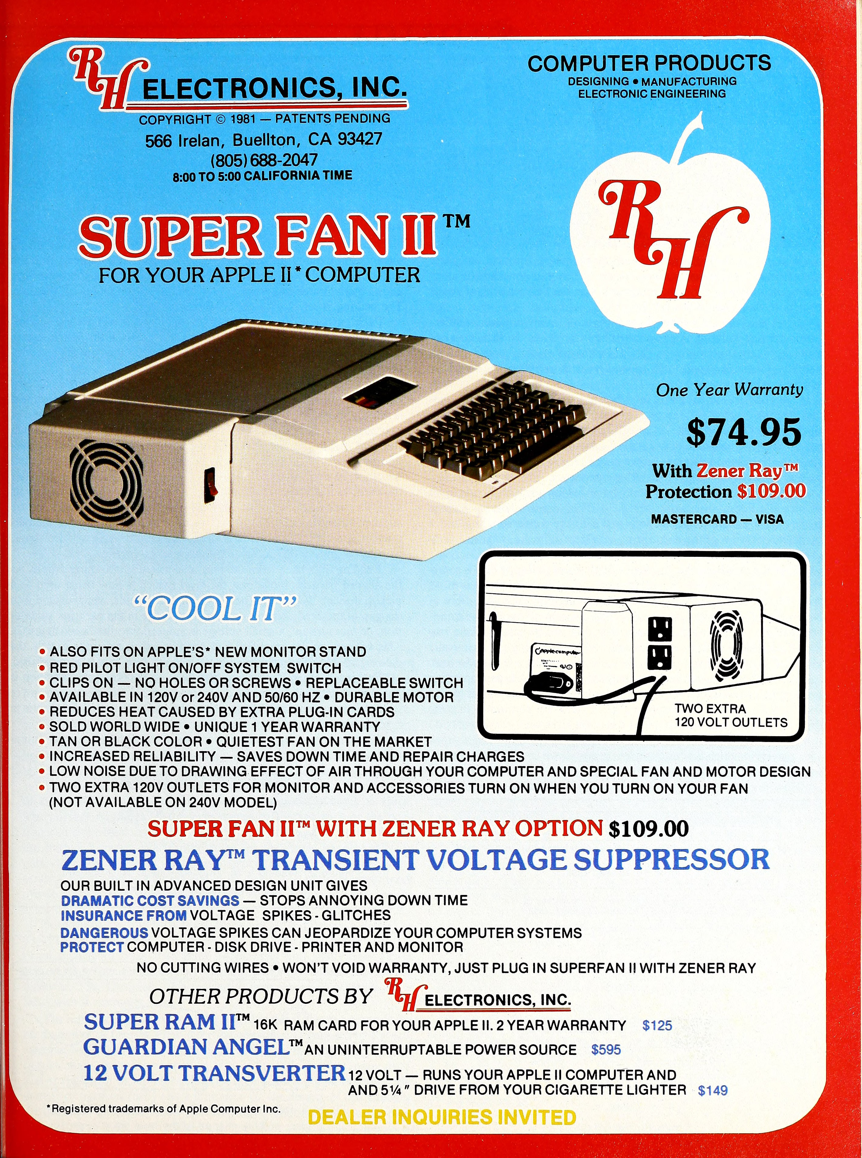 RH ELECTRONICS, INC.
COPYRIGHT © 1981 — PATENTS PENDING
566 Irelan, Buellton, CA 93427
(805) 688-2047
8:00 TO 5:00 CALIFORNIA TIME
COMPUTER PRODUCTS
DESIGNING • MANUFACTURING
ELECTRONIC ENGINEERING
RH
SUPER FAN II™
FOR YOUR APPLE II* COMPUTER
One Year Warranty
$74.95
With Zener Ray™
Protection $109.00
MASTERCARD — VISA
"COOL IT"
apple computer
TWO EXTRA
120 VOLT OUTLETS
• ALSO FITS ON APPLE'S* NEW MONITOR STAND
• RED PILOT LIGHT ON/OFF SYSTEM SWITCH
• CLIPS ON — NO HOLES OR SCREWS • REPLACEABLE SWITCH
• AVAILABLE IN 120V or 240V AND 50/60 HZ • DURABLE MOTOR
• REDUCES HEAT CAUSED BY EXTRA PLUG-IN CARDS
• SOLD WORLD WIDE • UNIQUE 1 YEAR WARRANTY
• TAN OR BLACK COLOR • QUIETEST FAN ON THE MARKET
• INCREASED RELIABILITY — SAVES DOWN TIME AND REPAIR CHARGES
• LOW NOISE DUE TO DRAWING EFFECT OF AIR THROUGH YOUR COMPUTER AND SPECIAL FAN AND MOTOR DESIGN
• TWO EXTRA 120V OUTLETS FOR MONITOR AND ACCESSORIES TURN ON WHEN YOU TURN ON YOUR FAN
(NOT AVAILABLE ON 240V MODEL)
SUPER FAN II™ WITH ZENER RAY OPTION $109.00
ZENER RAY™ TRANSIENT VOLTAGE SUPPRESSOR
OUR BUILT IN ADVANCED DESIGN UNIT GIVES
DRAMATIC COST SAVINGS — STOPS ANNOYING DOWN TIME
INSURANCE FROM VOLTAGE SPIKES - GLITCHES
DANGEROUS VOLTAGE SPIKES CAN JEOPARDIZE YOUR COMPUTER SYSTEMS
PROTECT COMPUTER - DISK DRIVE - PRINTER AND MONITOR
NO CUTTING WIRES • WON'T VOID WARRANTY, JUST PLUG IN SUPERFAN II WITH ZENER RAY
OTHER PRODUCTS BY RH ELECTRONICS, INC.
SUPER RAM II™ 16K RAM CARD FOR YOUR APPLE II. 2 YEAR WARRANTY $125
GUARDIAN ANGEL™ AN UNINTERRUPTABLE POWER SOURCE $595
12 VOLT TRANSVERTER 12 VOLT — RUNS YOUR APPLE II COMPUTER AND
AND 5¼" DRIVE FROM YOUR CIGARETTE LIGHTER $149
*Registered trademarks of Apple Computer Inc.
DEALER INQUIRIES INVITED